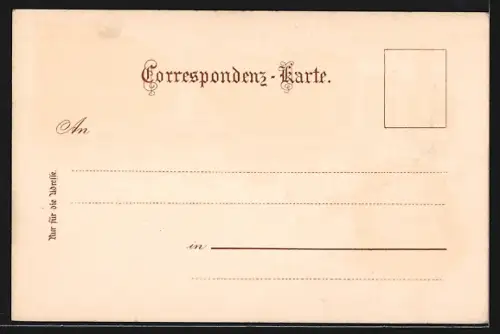 Correspondenz-Karte.
An
Nur für die Adresse.
in